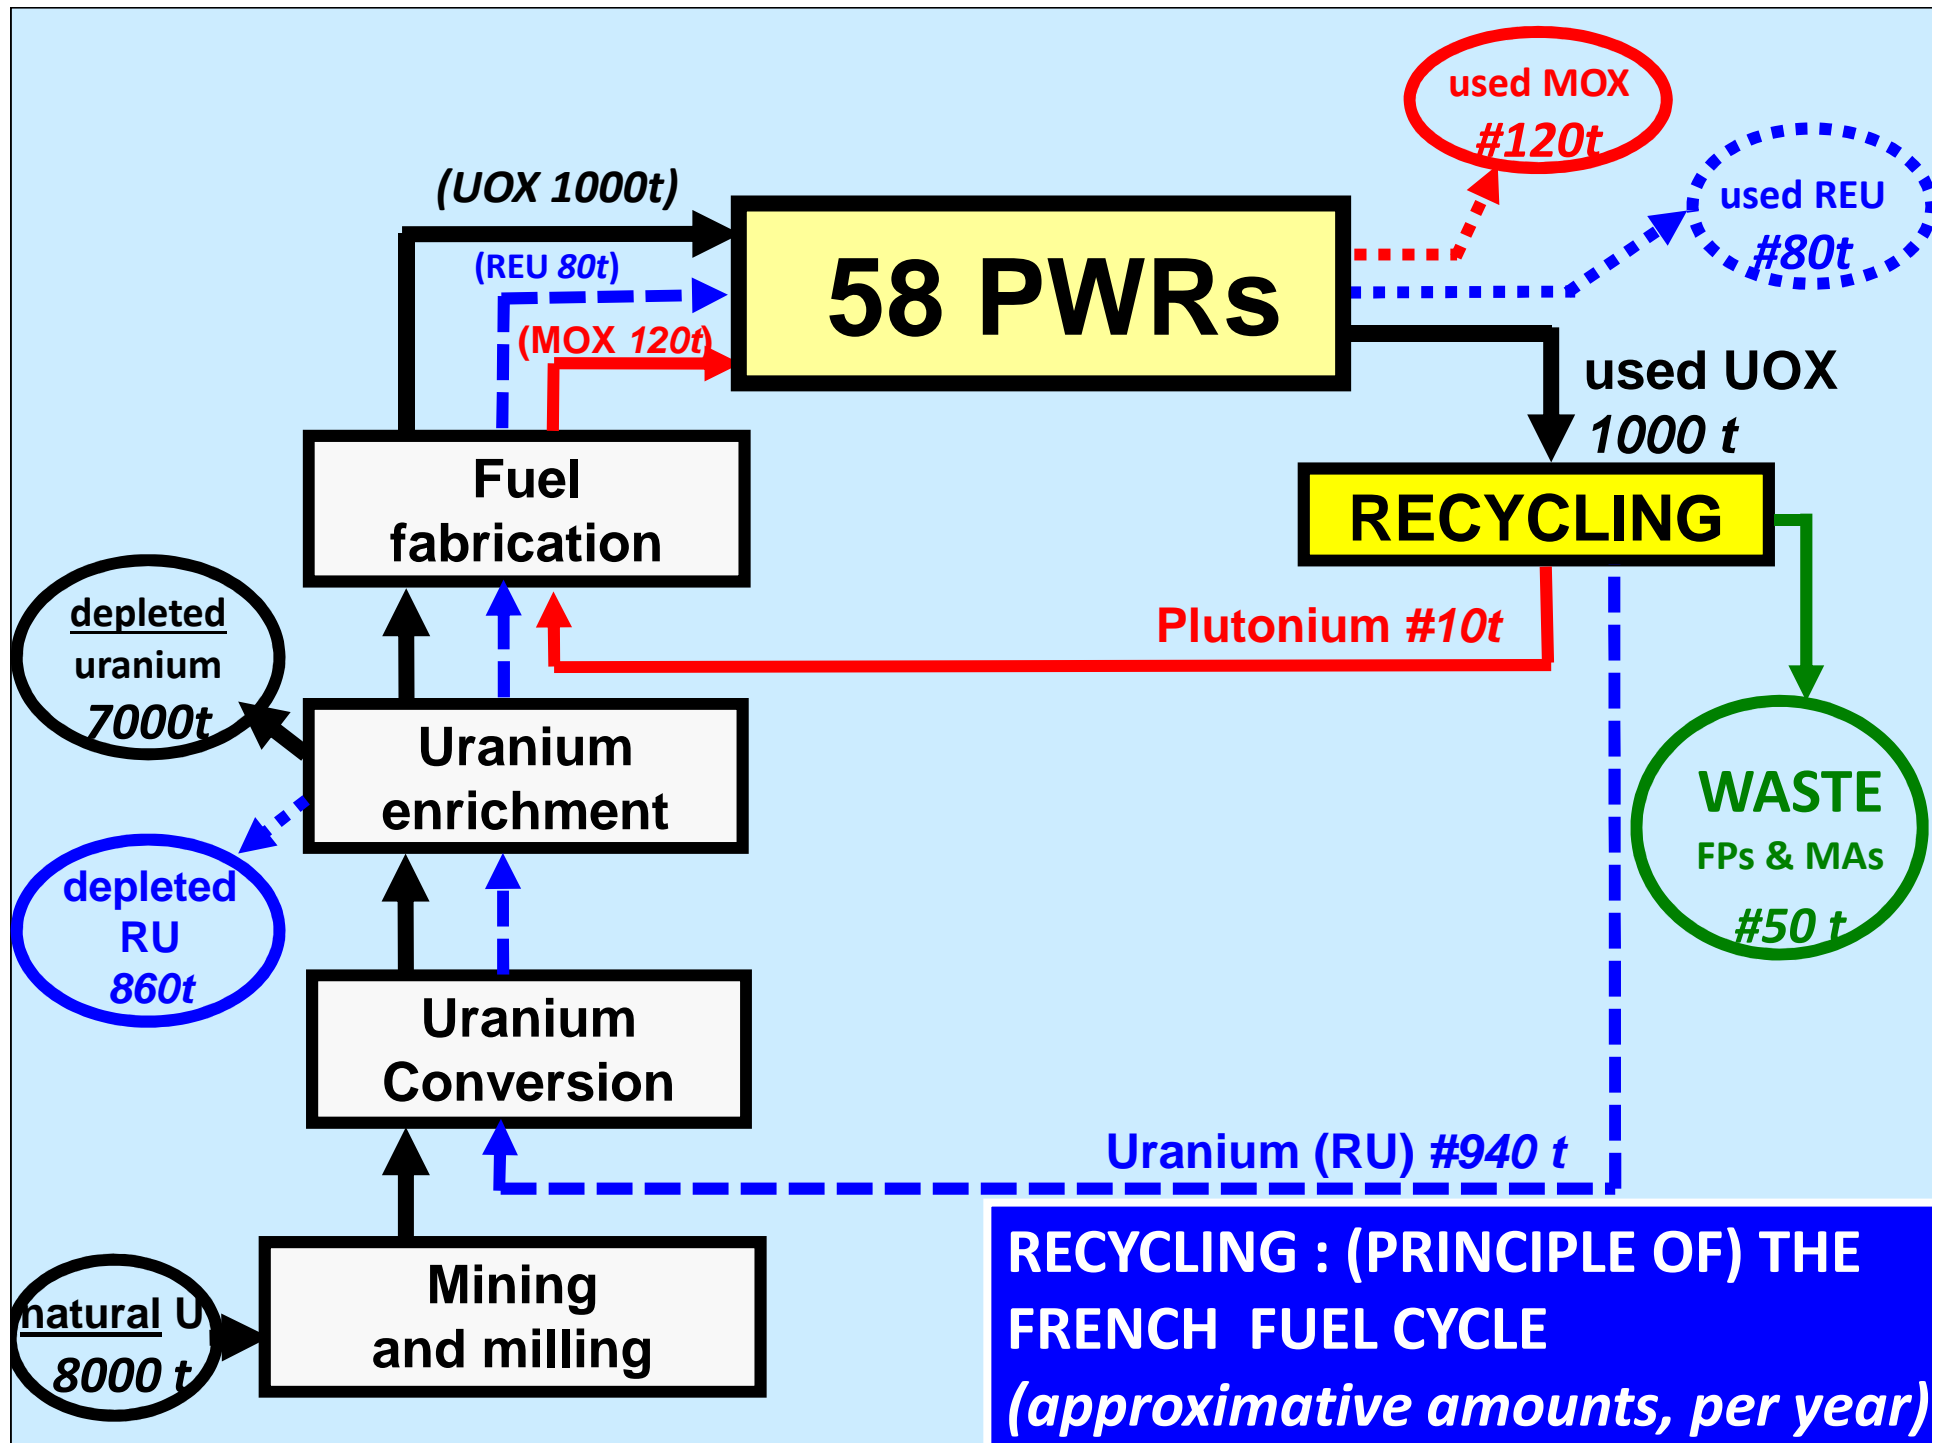 used MOX
#120t
used REU
#80t
(UOX 1000t)
(REU 80t)
(MOX 120t)
58 PWRs
used UOX
1000 t
Fuel
fabrication
RECYCLING
Plutonium #10t
depleted
uranium
7000t
Uranium
enrichment
WASTE
FPs & MAs
#50 t
depleted
RU
860t
Uranium
Conversion
Uranium (RU) #940 t
Mining
and milling
natural U
8000 t
RECYCLING : (PRINCIPLE OF) THE
FRENCH FUEL CYCLE
(approximative amounts, per year)